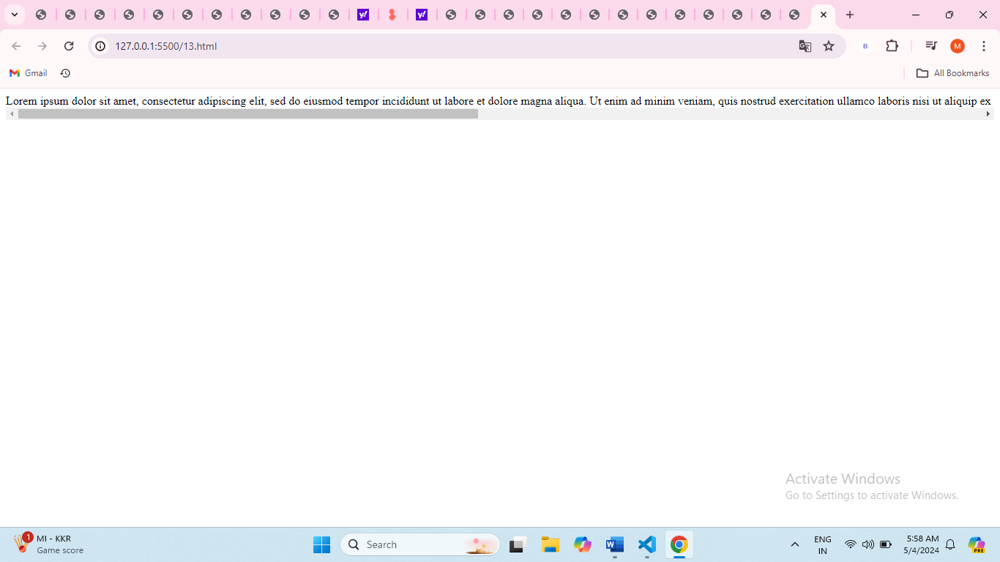 y! y!
127.0.0.1:5500/13.html B M
Gmail All Bookmarks
Lorem ipsum dolor sit amet, consectetur adipiscing elit, sed do eiusmod tempor incididunt ut labore et dolore magna aliqua. Ut enim ad minim veniam, quis nostrud exercitation ullamco laboris nisi ut aliquip ex
Activate Windows
Go to Settings to activate Windows.
1 MI - KKR
Game score
Search
W
ENG
IN
5:58 AM
5/4/2024
PRE